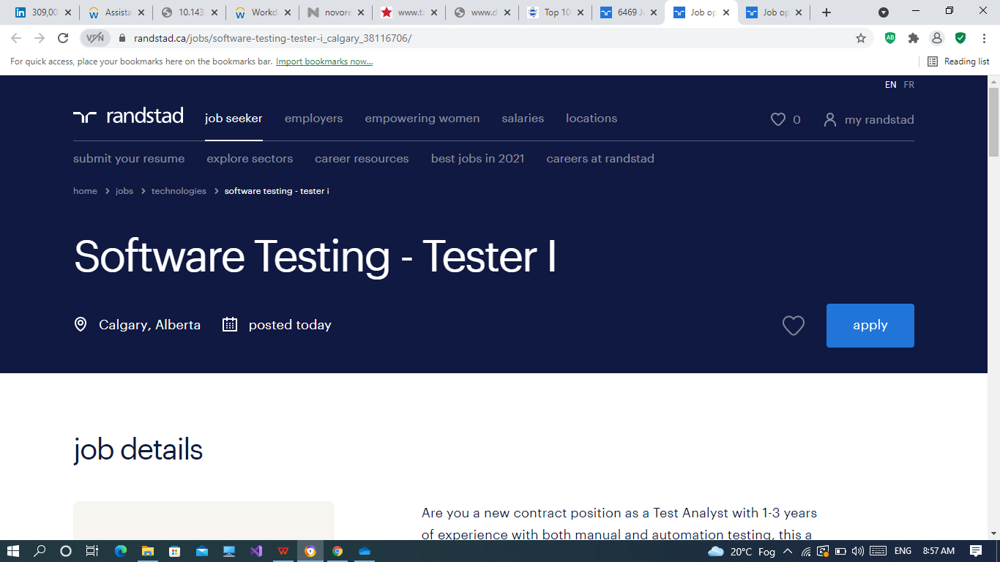 309,00 Assista 10.143 Workd novore www.ta www.d Top 10 6469 J Job op Job op
VPN randstad.ca/jobs/software-testing-tester-i_calgary_38116706/ AB
For quick access, place your bookmarks here on the bookmarks bar. Import bookmarks now... Reading list
EN FR
randstad job seeker employers empowering women salaries locations 0 my randstad
submit your resume explore sectors career resources best jobs in 2021 careers at randstad
home jobs technologies software testing - tester i
Software Testing - Tester I
Calgary, Alberta posted today apply
job details
Are you a new contract position as a Test Analyst with 1-3 years
of experience with both manual and automation testing, this a
20°C Fog ENG 8:57 AM